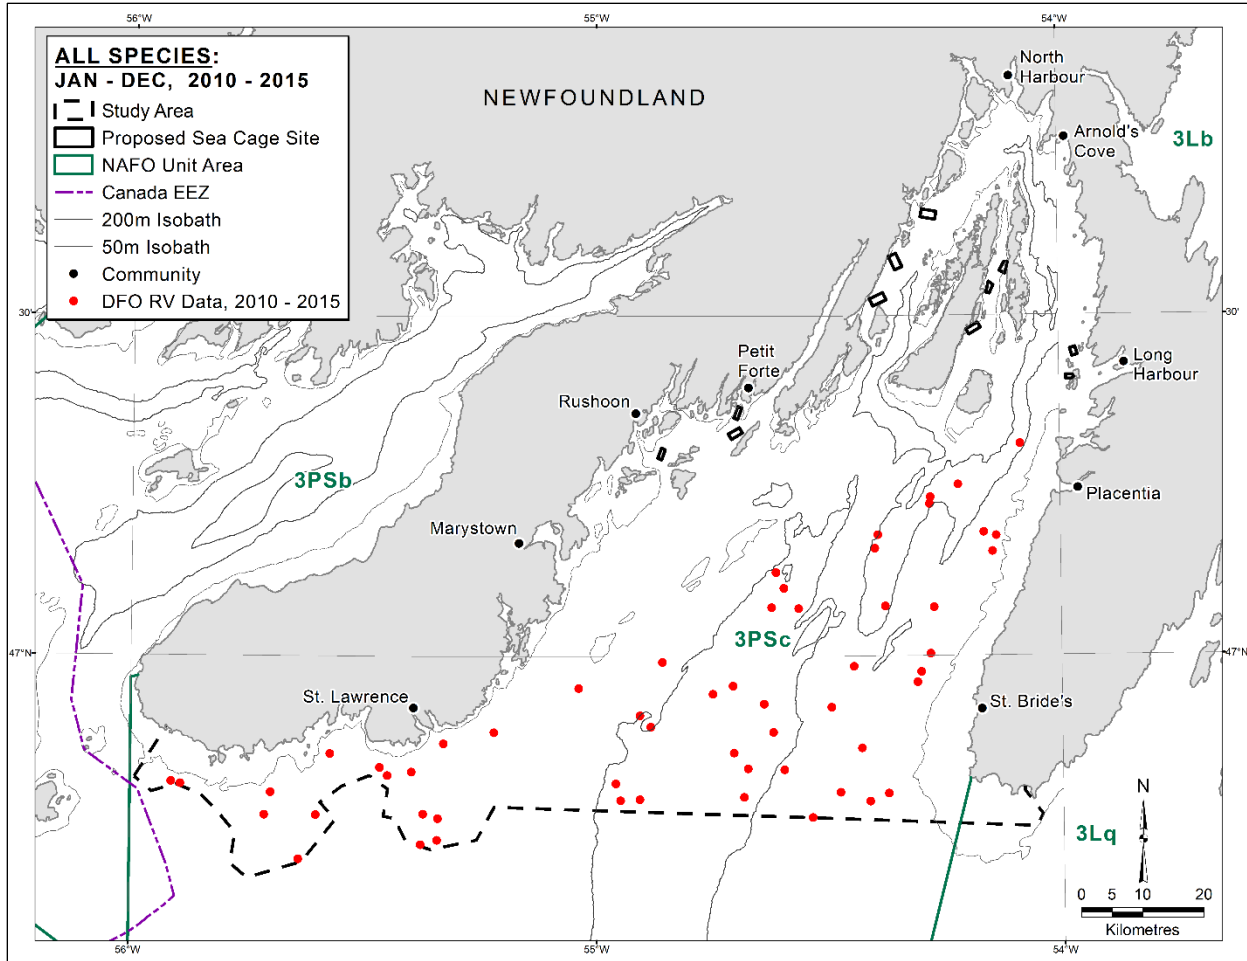 56°W
55°W
54°W
ALL SPECIES:
JAN - DEC, 2010 - 2015
Study Area
Proposed Sea Cage Site
NAFO Unit Area
Canada EEZ
200m Isobath
50m Isobath
Community
DFO RV Data, 2010 - 2015
NEWFOUNDLAND
North
Harbour
Arnold's
Cove
3Lb
30'
30'
Petit
Forte
Long
Harbour
Rushoon
3PSb
Placentia
Marystown
3PSc
47°N
47°N
St. Lawrence
St. Bride's
N
3Lq
0 5 10 20
Kilometres
56°W
55°W
54°W